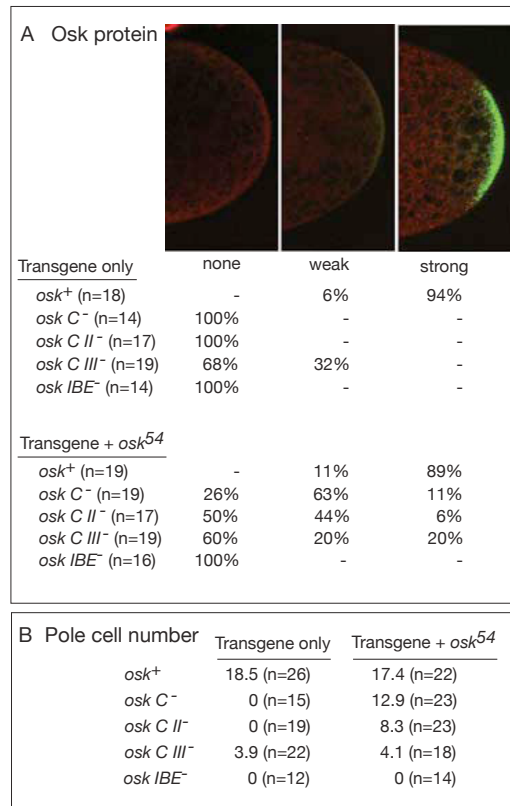 A Osk protein
Transgene only none weak strong
osk+ (n=18) - 6% 94%
osk C- (n=14) 100% - -
osk C II- (n=17) 100% - -
osk C III- (n=19) 68% 32% -
osk IBE- (n=14) 100% - -
Transgene + osk54
osk+ (n=19) - 11% 89%
osk C- (n=19) 26% 63% 11%
osk C II- (n=17) 50% 44% 6%
osk C III- (n=19) 60% 20% 20%
osk IBE- (n=16) 100% - -
B Pole cell number Transgene only Transgene + osk54
osk+ 18.5 (n=26) 17.4 (n=22)
osk C- 0 (n=15) 12.9 (n=23)
osk C II- 0 (n=19) 8.3 (n=23)
osk C III- 3.9 (n=22) 4.1 (n=18)
osk IBE- 0 (n=12) 0 (n=14)